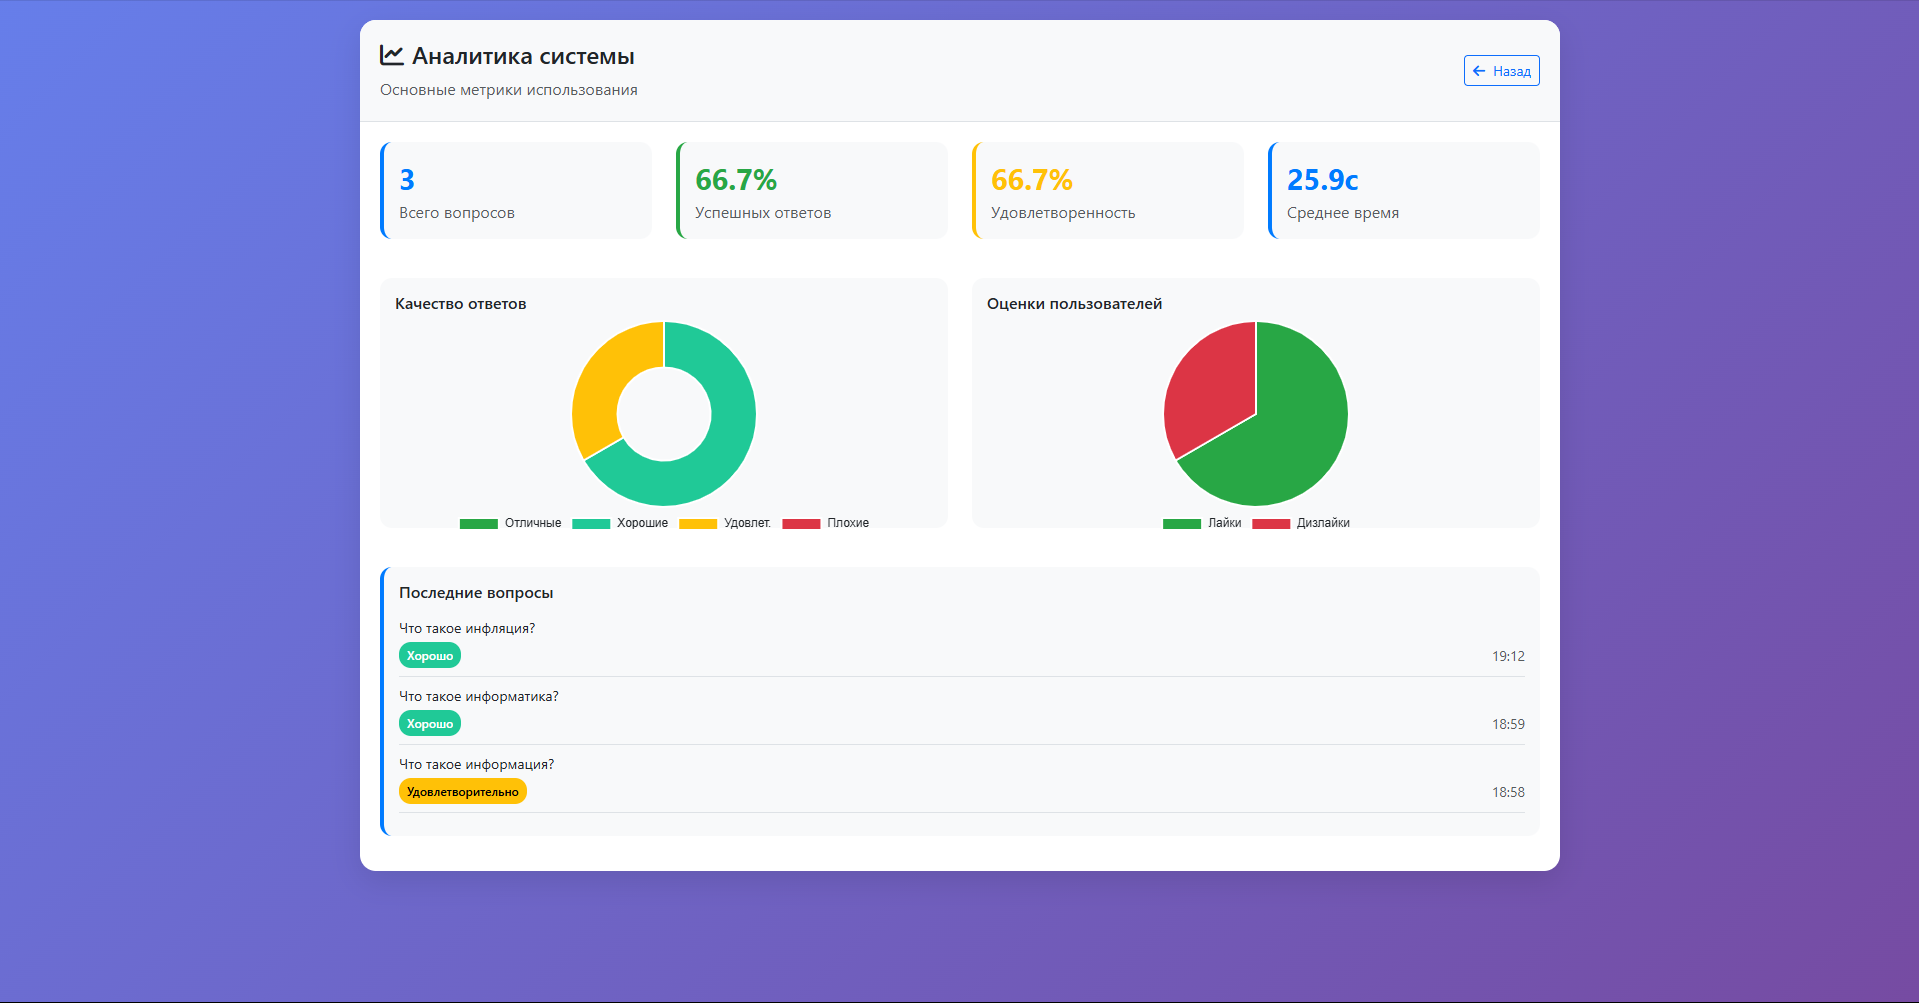 Аналитика системы
Основные метрики использования
Назад
3
Всего вопросов
66.7%
Успешных ответов
66.7%
Удовлетворенность
25.9с
Среднее время
Качество ответов
Отличные Хорошие Удовлет. Плохие
Оценки пользователей
Лайки Дизлайки
Последние вопросы
Что такое инфляция?
Хорошо 19:12
Что такое информатика?
Хорошо 18:59
Что такое информация?
Удовлетворительно 18:58